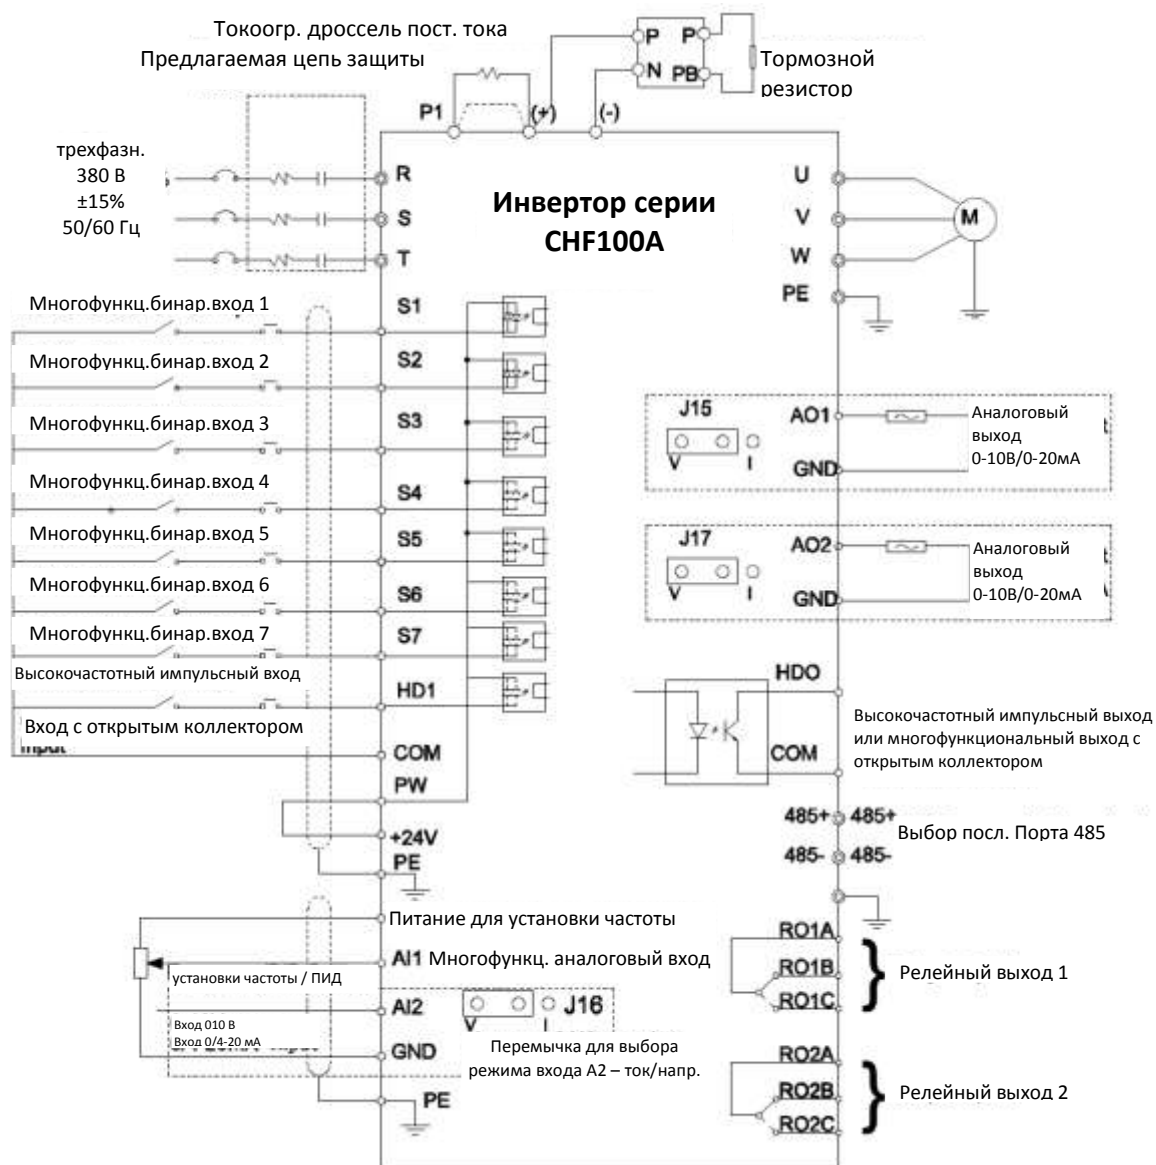 Токоогр. дроссель пост. тока
Предлагаемая цепь защиты
P P
N PB
Тормозной
резистор
P1 (+) (-)
трехфазн.
380 В
±15%
50/60 Гц
R
S
T
Инвертор серии
CHF100A
U
V
W
PE
M
Многофункц.бинар.вход 1
S1
Многофункц.бинар.вход 2
S2
Многофункц.бинар.вход 3
S3
Многофункц.бинар.вход 4
S4
Многофункц.бинар.вход 5
S5
Многофункц.бинар.вход 6
S6
Многофункц.бинар.вход 7
S7
Высокочастотный импульсный вход
HD1
Вход с открытым коллектором
COM
PW
+24V
PE
J15
V I
AO1
GND
Аналоговый
выход
0-10В/0-20мА
J17
V I
AO2
GND
Аналоговый
выход
0-10В/0-20мА
HDO
COM
Высокочастотный импульсный выход
или многофункциональный выход с
открытым коллектором
485+ 485+
485- 485-
Выбор посл. Порта 485
Питание для установки частоты
AI1 Многофункц. аналоговый вход
установки частоты / ПИД
AI2
J16
V I
Вход 010 В
Вход 0/4-20 мА
GND
Перемычка для выбора
режима входа А2 – ток/напр.
PE
RO1A
RO1B
RO1C
Релейный выход 1
RO2A
RO2B
RO2C
Релейный выход 2